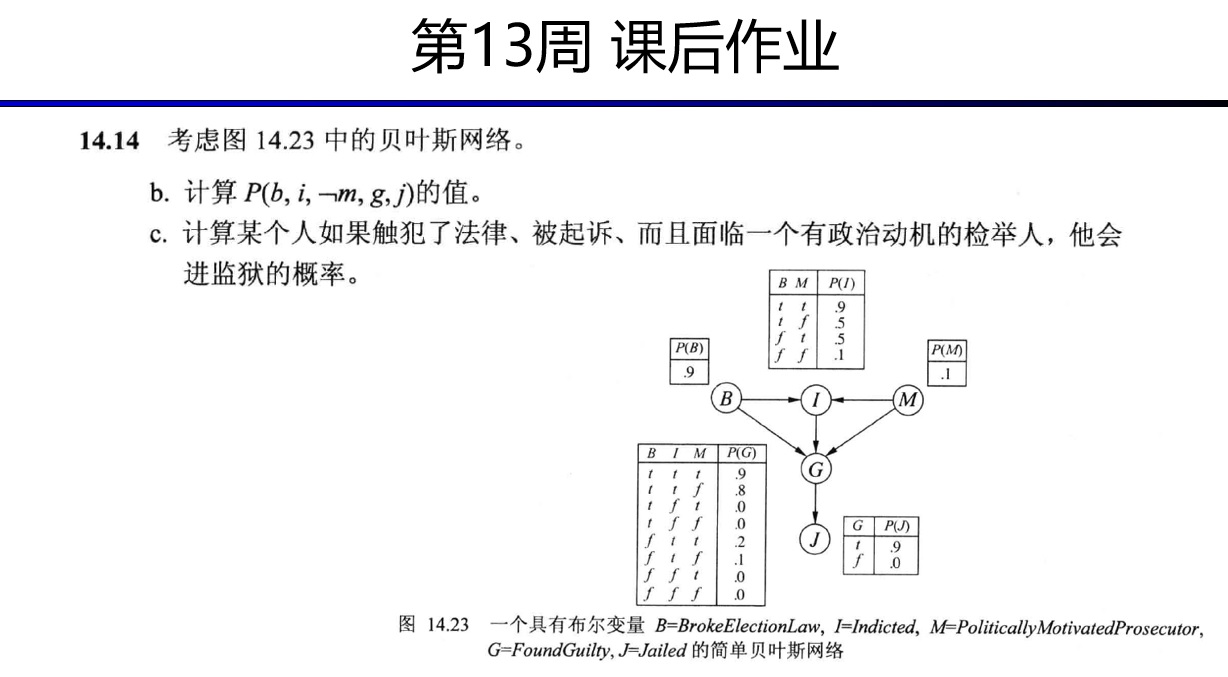 第13周 课后作业
14.14 考虑图 14.23 中的贝叶斯网络。
b. 计算 P(b, i, ¬m, g, j)的值。
c. 计算某个人如果触犯了法律、被起诉、而且面临一个有政治动机的检举人，他会
进监狱的概率。
B M P(I)
t t .9
t f .5
f t .5
f f .1
P(B)
.9
P(M)
.1
B
I
M
B I M P(G)
t t t .9
t t f .8
t f t .0
t f f .0
f t t .2
f t f .1
f f t .0
f f f .0
G
J
G P(J)
t .9
f .0
图 14.23 一个具有布尔变量 B=BrokeElectionLaw, I=Indicted, M=PoliticallyMotivatedProsecutor,
G=FoundGuilty, J=Jailed 的简单贝叶斯网络